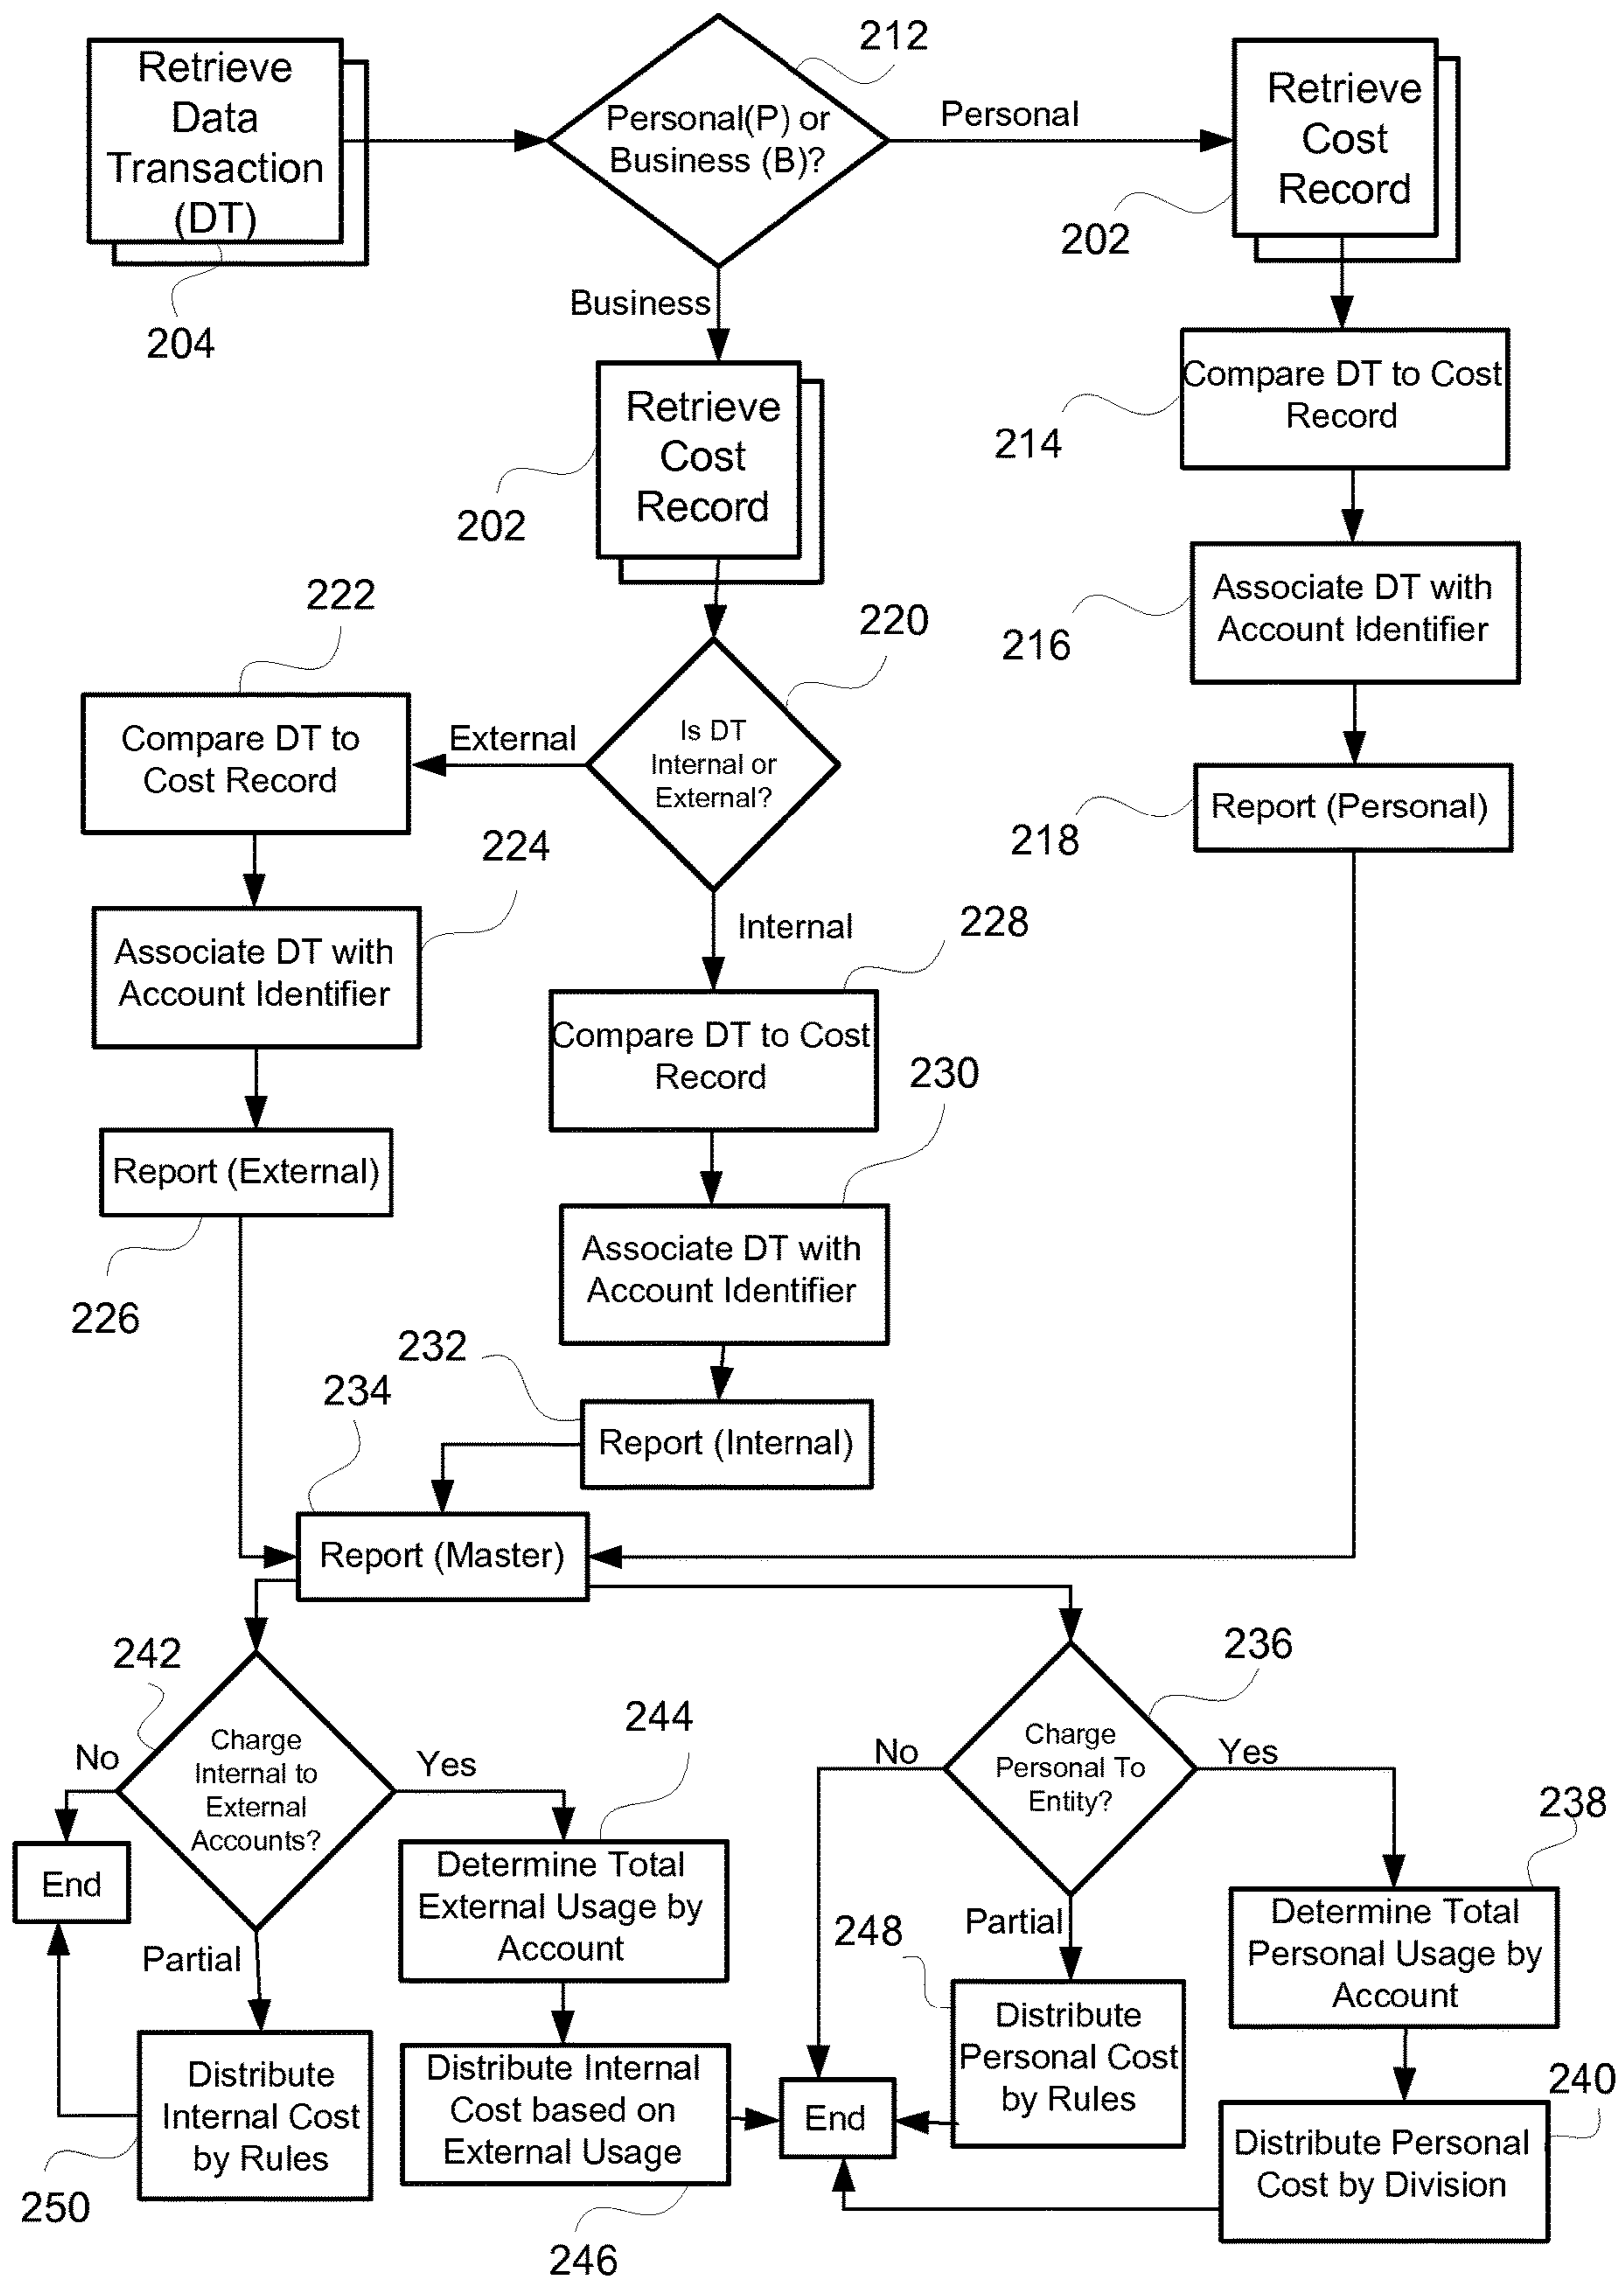 Retrieve
Data
Transaction
(DT)
204
212
Personal(P) or
Business (B)?
Personal
Retrieve
Cost
Record
202
Business
Retrieve
Cost
Record
202
Compare DT to Cost
Record
214
Associate DT with
Account Identifier
216
Report (Personal)
218
220
Is DT
Internal or
External?
External
222
Compare DT to
Cost Record
224
Associate DT with
Account Identifier
Report (External)
226
Internal
228
Compare DT to Cost
Record
230
Associate DT with
Account Identifier
232
Report (Internal)
234
Report (Master)
242
Charge
Internal to
External
Accounts?
No
End
Partial
Distribute
Internal Cost
by Rules
250
Yes
244
Determine Total
External Usage by
Account
Distribute Internal
Cost based on
External Usage
246
236
Charge
Personal To
Entity?
No
End
Partial
248
Distribute
Personal Cost
by Rules
Yes
238
Determine Total
Personal Usage by
Account
240
Distribute Personal
Cost by Division